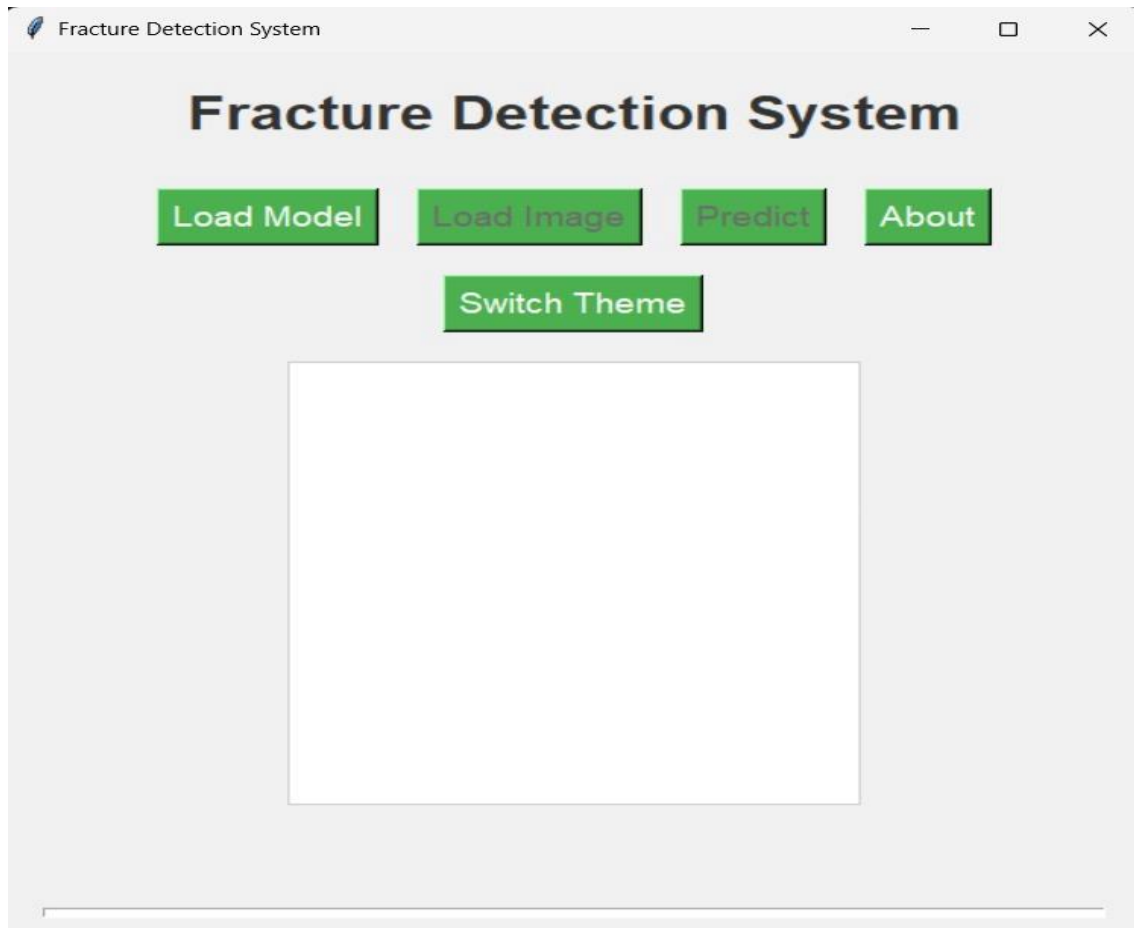 Fracture Detection System
Fracture Detection System
Load Model Load Image Predict About
Switch Theme